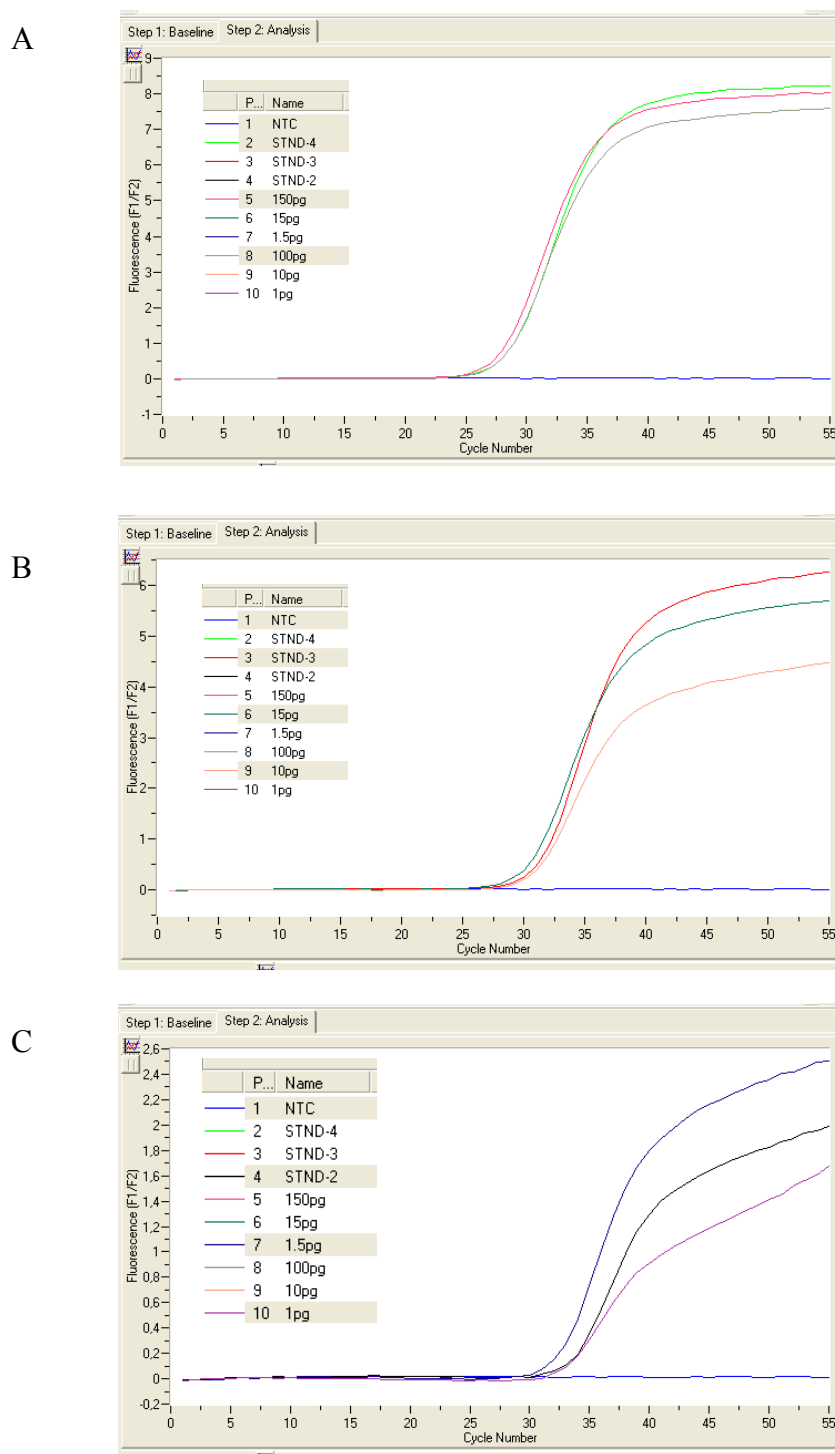 A
Step 1: Baseline Step 2: Analysis
P... Name
1 NTC
2 STND-4
3 STND-3
4 STND-2
5 150pg
6 15pg
7 1.5pg
8 100pg
9 10pg
10 1pg
Fluorescence (F1/F2)
9
8
7
6
5
4
3
2
1
0
-1
0 5 10 15 20 25 30 35 40 45 50 55
Cycle Number
B
Step 1: Baseline Step 2: Analysis
P... Name
1 NTC
2 STND-4
3 STND-3
4 STND-2
5 150pg
6 15pg
7 1.5pg
8 100pg
9 10pg
10 1pg
Fluorescence (F1/F2)
6
5
4
3
2
1
0
0 5 10 15 20 25 30 35 40 45 50 55
Cycle Number
C
Step 1: Baseline Step 2: Analysis
P... Name
1 NTC
2 STND-4
3 STND-3
4 STND-2
5 150pg
6 15pg
7 1.5pg
8 100pg
9 10pg
10 1pg
Fluorescence (F1/F2)
2,6
2,4
2,2
2
1,8
1,6
1,4
1,2
1
0,8
0,6
0,4
0,2
0
-0,2
0 5 10 15 20 25 30 35 40 45 50 55
Cycle Number